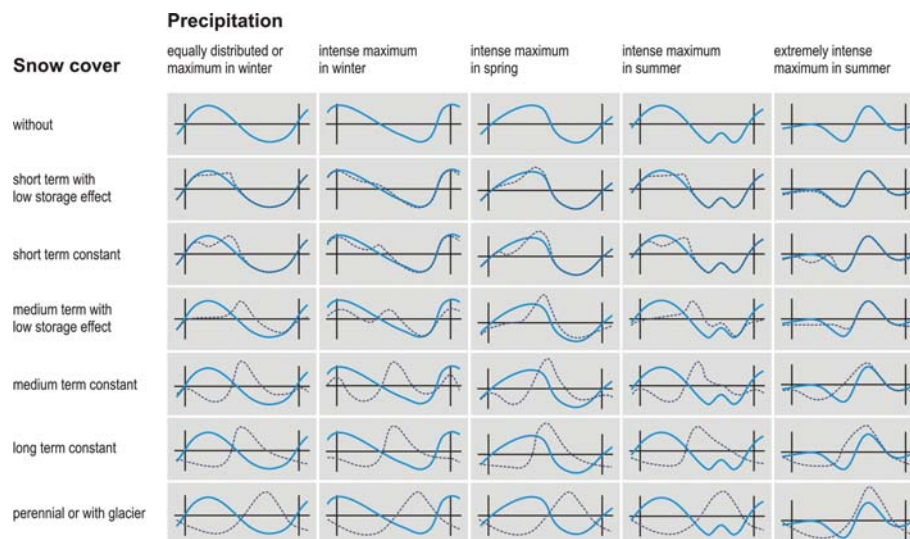 Precipitation
Snow cover
equally distributed or
maximum in winter
intense maximum
in winter
intense maximum
in spring
intense maximum
in summer
extremely intense
maximum in summer
without
short term with
low storage effect
short term constant
medium term with
low storage effect
medium term constant
long term constant
perennial or with glacier